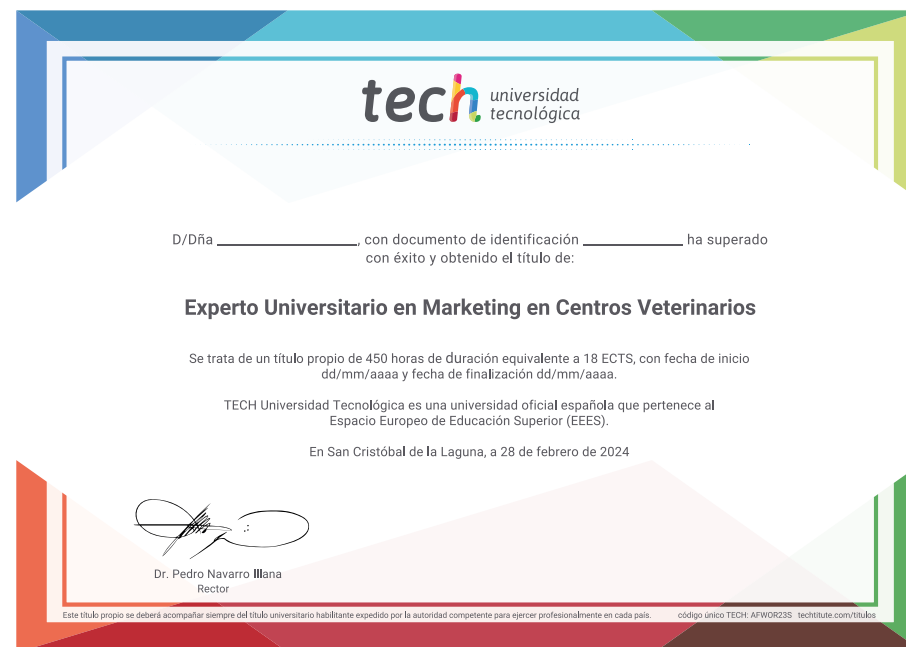 tech universidad
tecnológica
D/Dña ____________________, con documento de identificación ______________ ha superado
con éxito y obtenido el título de:
Experto Universitario en Marketing en Centros Veterinarios
Se trata de un título propio de 450 horas de duración equivalente a 18 ECTS, con fecha de inicio
dd/mm/aaaa y fecha de finalización dd/mm/aaaa.
TECH Universidad Tecnológica es una universidad oficial española que pertenece al
Espacio Europeo de Educación Superior (EEES).
En San Cristóbal de la Laguna, a 28 de febrero de 2024
Dr. Pedro Navarro Illana
Rector
Este título propio se deberá acompañar siempre del título universitario habilitante expedido por la autoridad competente para ejercer profesionalmente en cada país. código único TECH: AFWOR23S techtitute.com/titulos